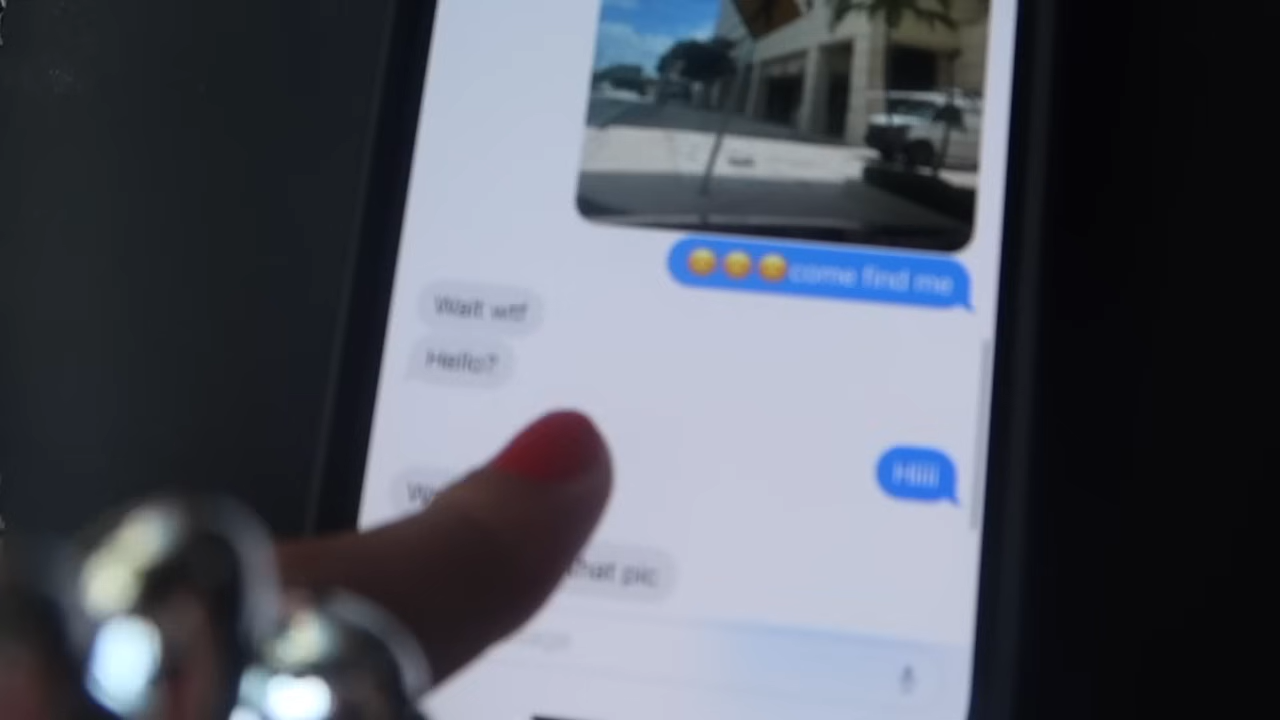 😊😊😊come find me
Wait wtf
Hello?
Hiiii
that pic